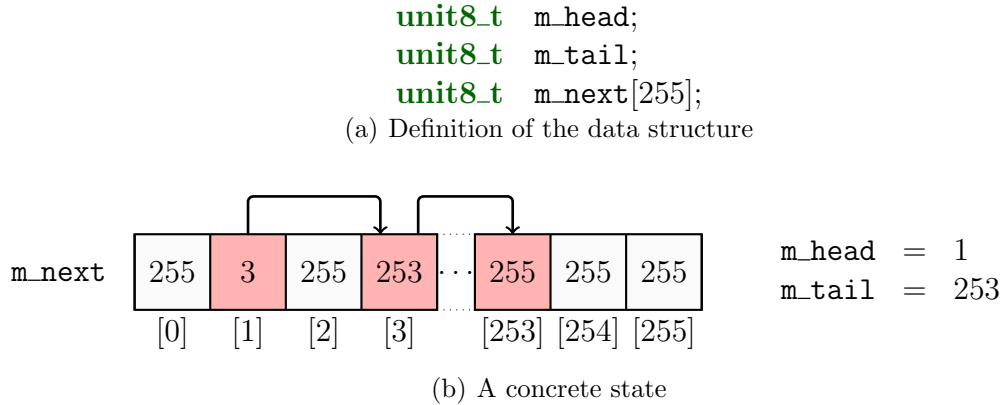 unit8_t m_head;
unit8_t m_tail;
unit8_t m_next[255];
(a) Definition of the data structure
m_next 255 3 255 253 ··· 255 255 255
[0] [1] [2] [3] [253] [254] [255]
m_head = 1
m_tail = 253
(b) A concrete state